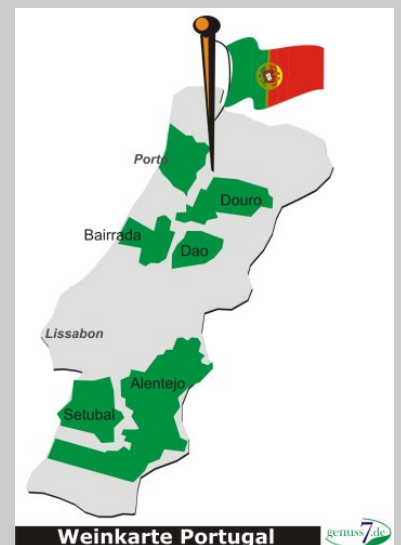 Porto
Douro
Bairrada
Dao
Lissabon
Alentejo
Setubal
Weinkarte Portugal
genuss7.de